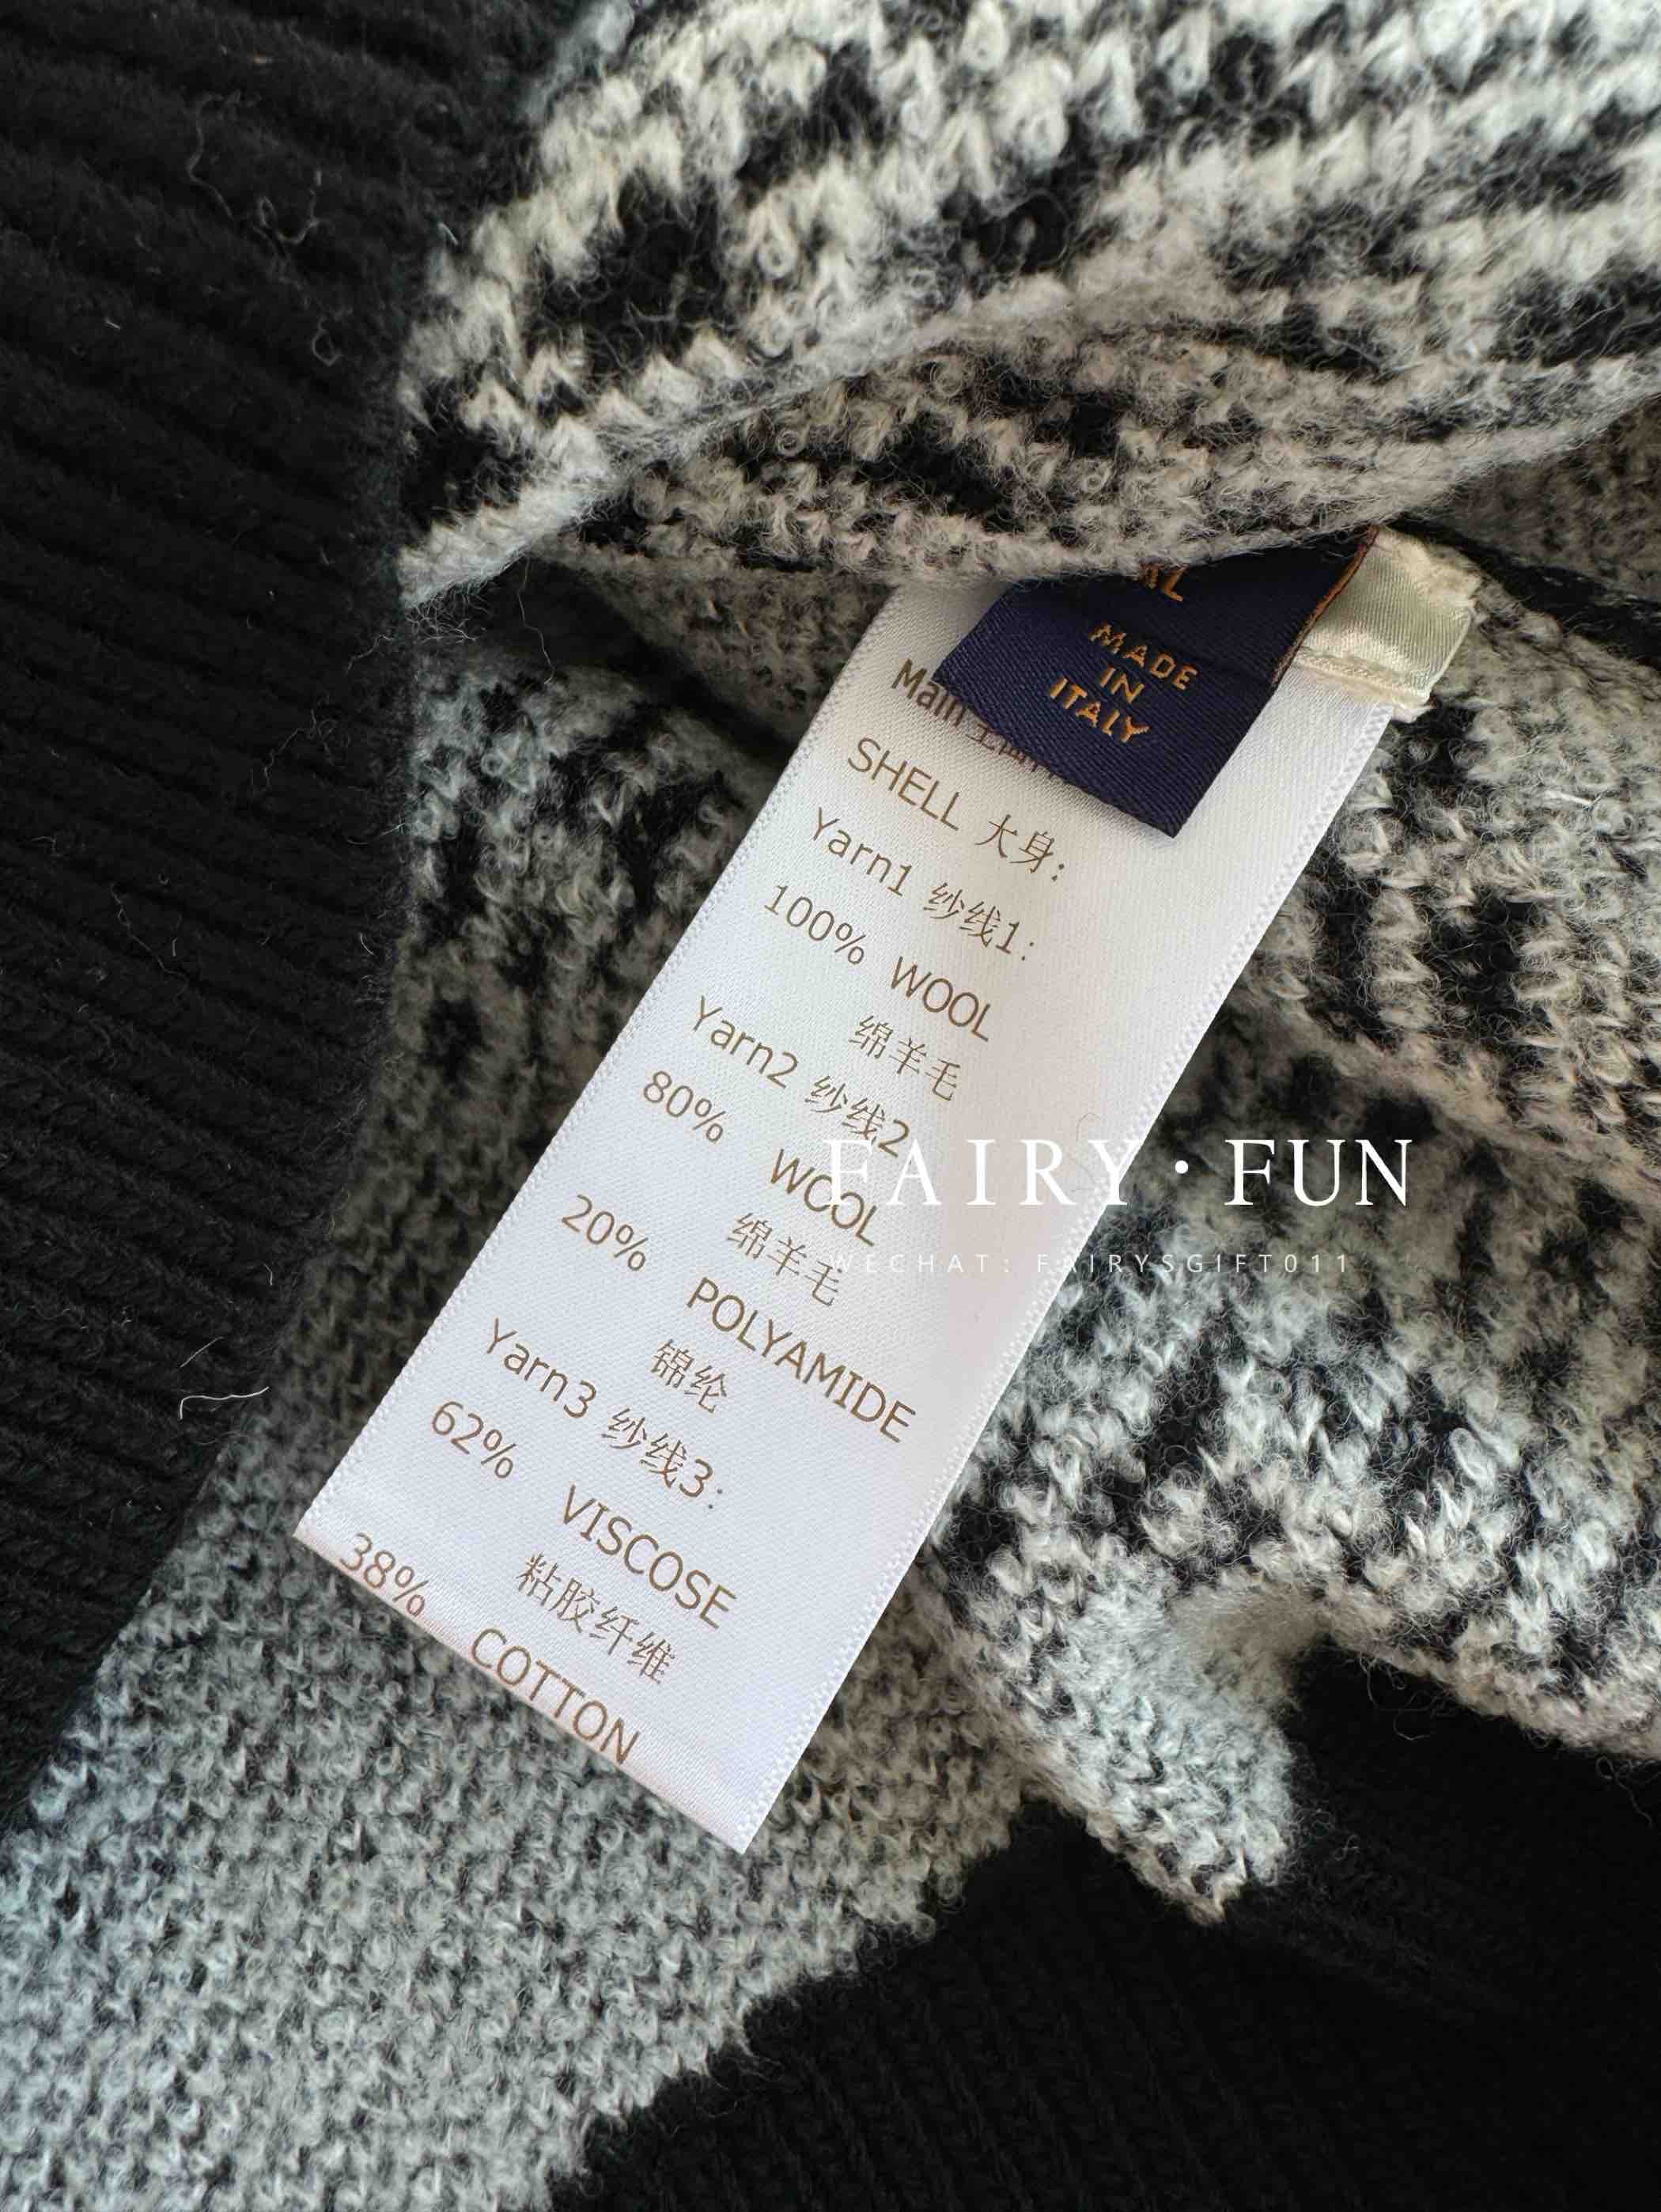 XL
MADE
IN
ITALY
Main
SHELL 大身:
Yarn1 纱线1:
100% WOOL
绵羊毛
Yarn2 纱线2
80% WOOL
绵羊毛
20% POLYAMIDE
锦纶
Yarn3 纱线3:
62% VISCOSE
粘胶纤维
38% COTTON
FAIRY·FUN
WECHAT: FAIRYSGIFT011